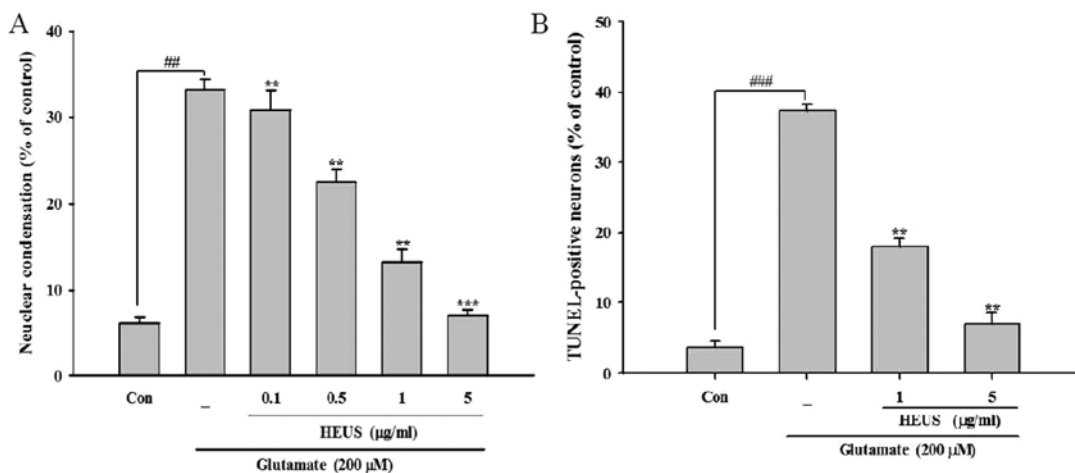 A
Neuclear condensation (% of control)
40
30
20
10
0
##
**
**
**
***
Con
_
0.1
0.5
1
5
HEUS (µg/ml)
Glutamate (200 µM)
B
TUNEL-positive neurons (% of control)
50
40
30
20
10
0
###
**
**
Con
_
1
5
HEUS (µg/ml)
Glutamate (200 µM)